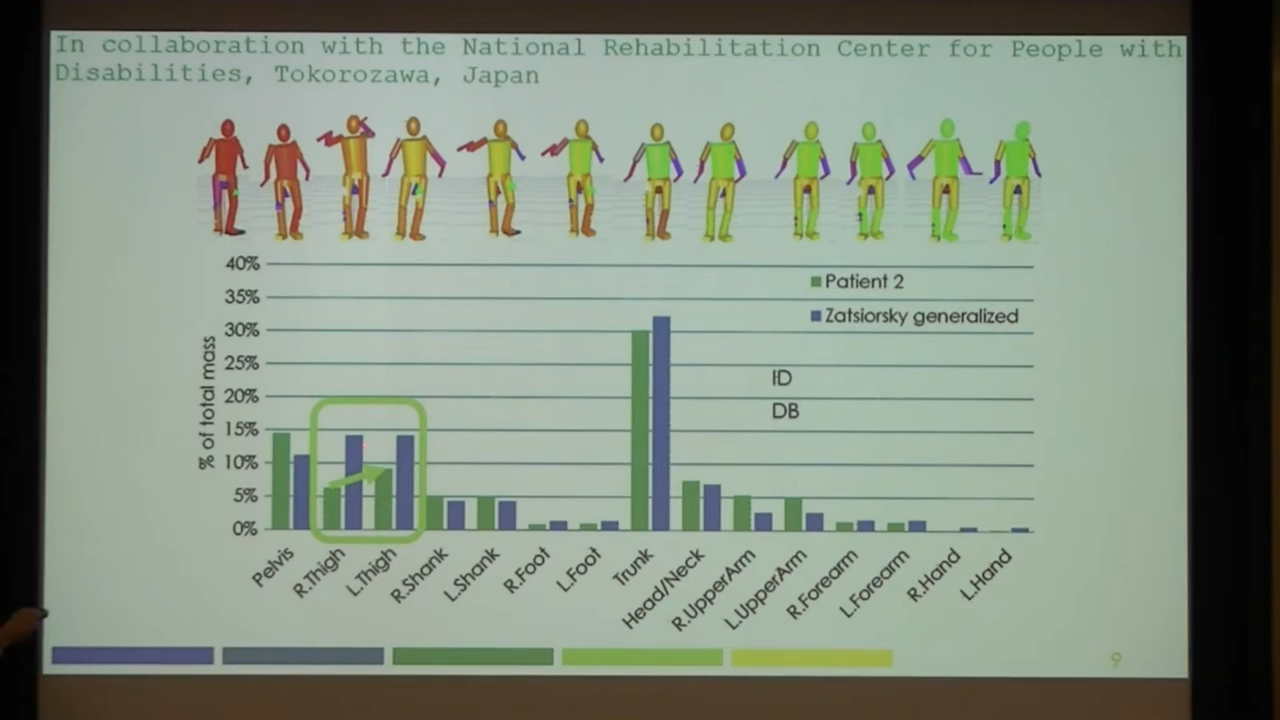 In collaboration with the National Rehabilitation Center for People with
Disabilities, Tokorozawa, Japan
40%
35%
30%
25%
20%
15%
10%
5%
0%
% of total mass
Patient 2
Zatsiorsky generalized
ID
DB
Pelvis
R.Thigh
L.Thigh
R.Shank
L.Shank
R.Foot
L.Foot
Trunk
Head/Neck
R.UpperArm
L.UpperArm
R.Forearm
L.Forearm
R.Hand
L.Hand
9